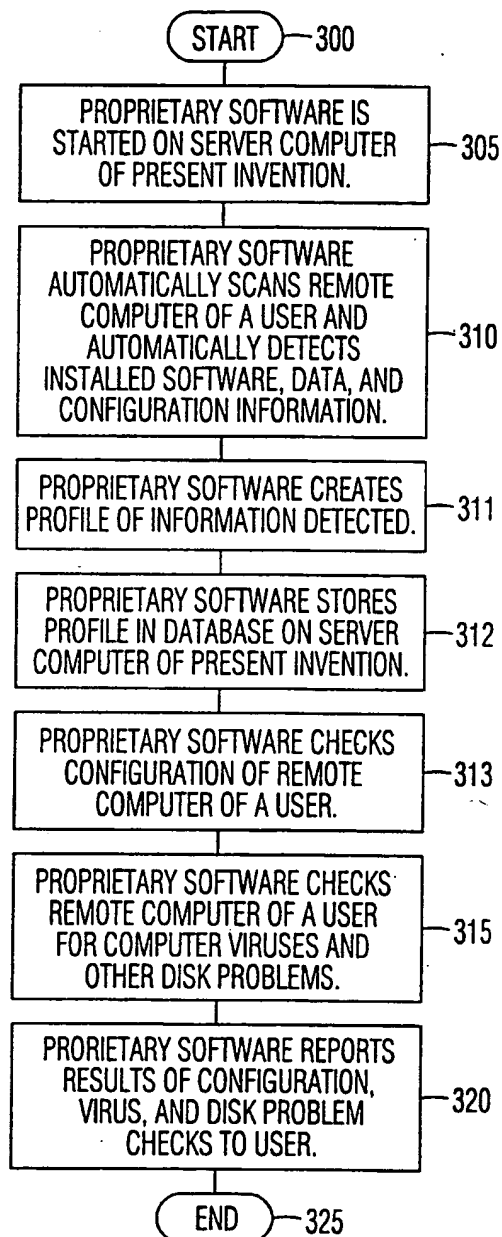 START
300
PROPRIETARY SOFTWARE IS
STARTED ON SERVER COMPUTER
OF PRESENT INVENTION.
305
PROPRIETARY SOFTWARE
AUTOMATICALLY SCANS REMOTE
COMPUTER OF A USER AND
AUTOMATICALLY DETECTS
INSTALLED SOFTWARE, DATA, AND
CONFIGURATION INFORMATION.
310
PROPRIETARY SOFTWARE CREATES
PROFILE OF INFORMATION DETECTED.
311
PROPRIETARY SOFTWARE STORES
PROFILE IN DATABASE ON SERVER
COMPUTER OF PRESENT INVENTION.
312
PROPRIETARY SOFTWARE CHECKS
CONFIGURATION OF REMOTE
COMPUTER OF A USER.
313
PROPRIETARY SOFTWARE CHECKS
REMOTE COMPUTER OF A USER
FOR COMPUTER VIRUSES AND
OTHER DISK PROBLEMS.
315
PRORIETARY SOFTWARE REPORTS
RESULTS OF CONFIGURATION,
VIRUS, AND DISK PROBLEM
CHECKS TO USER.
320
END
325